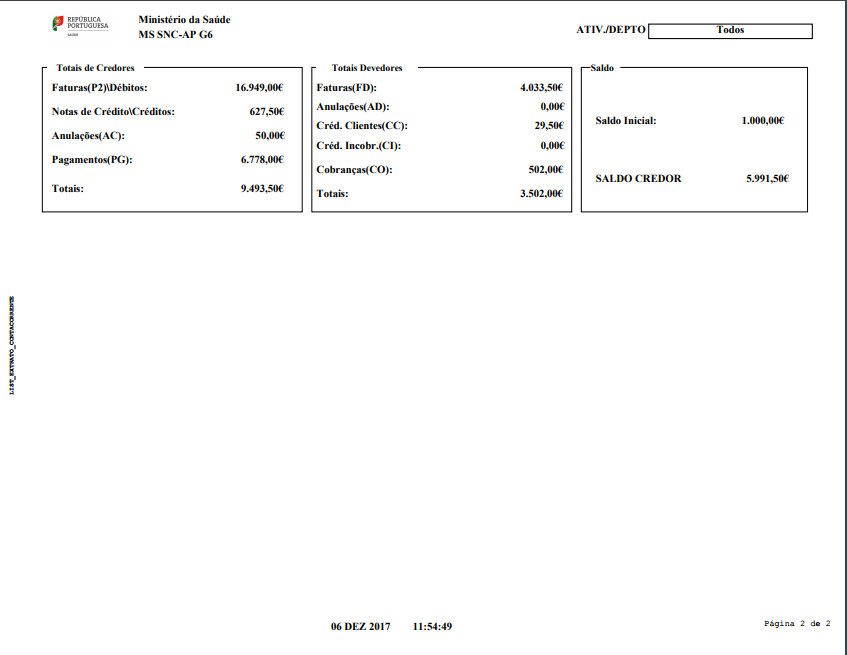 REPÚBLICA
PORTUGUESA
SAÚDE
Ministério da Saúde
MS SNC-AP G6
ATIV./DEPTO Todos
Totais de Credores
Faturas(P2)\Débitos: 16.949,00€
Notas de Crédito\Créditos: 627,50€
Anulações(AC): 50,00€
Pagamentos(PG): 6.778,00€
Totais: 9.493,50€
Totais Devedores
Faturas(FD): 4.033,50€
Anulações(AD): 0,00€
Créd. Clientes(CC): 29,50€
Créd. Incobr.(CI): 0,00€
Cobranças(CO): 502,00€
Totais: 3.502,00€
Saldo
Saldo Inicial: 1.000,00€
SALDO CREDOR 5.991,50€
LIST_EXTRATO_CONTACORRENTE
06 DEZ 2017 11:54:49
Página 2 de 2